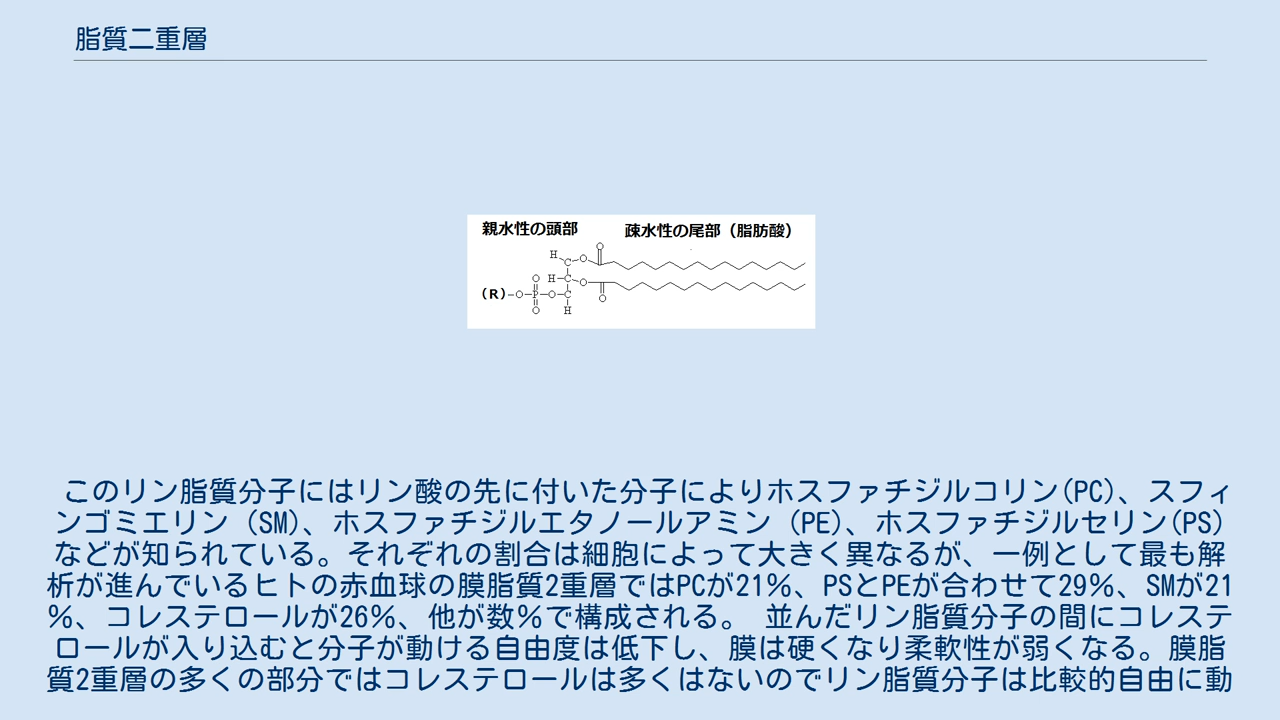 脂質二重層
親水性の頭部 疎水性の尾部（脂肪酸）
O
H C O
O H C O
(R)-O-P-O-C O
O H
このリン脂質分子にはリン酸の先に付いた分子によりホスファチジルコリン(PC)、スフィ
ンゴミエリン (SM)、ホスファチジルエタノールアミン (PE)、ホスファチジルセリン(PS)
などが知られている。それぞれの割合は細胞によって大きく異なるが、一例として最も解
析が進んでいるヒトの赤血球の膜脂質2重層ではPCが21%、PSとPEが合わせて29%、SMが21
%、コレステロールが26%、他が数%で構成される。 並んだリン脂質分子の間にコレステ
ロールが入り込むと分子が動ける自由度は低下し、膜は硬くなり柔軟性が弱くなる。膜脂
質2重層の多くの部分ではコレステロールは多くはないのでリン脂質分子は比較的自由に動